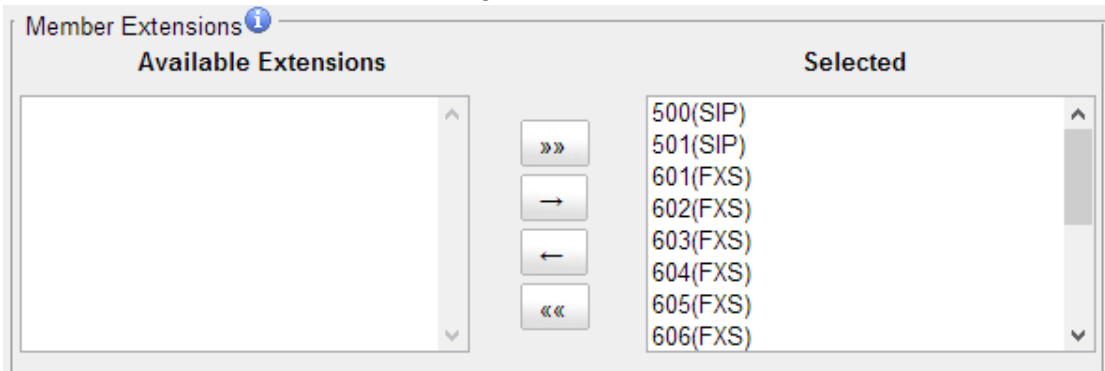 Member Extensions
Available Extensions
Selected
500(SIP)
501(SIP)
601(FXS)
602(FXS)
603(FXS)
604(FXS)
605(FXS)
606(FXS)
»»
→
←
««